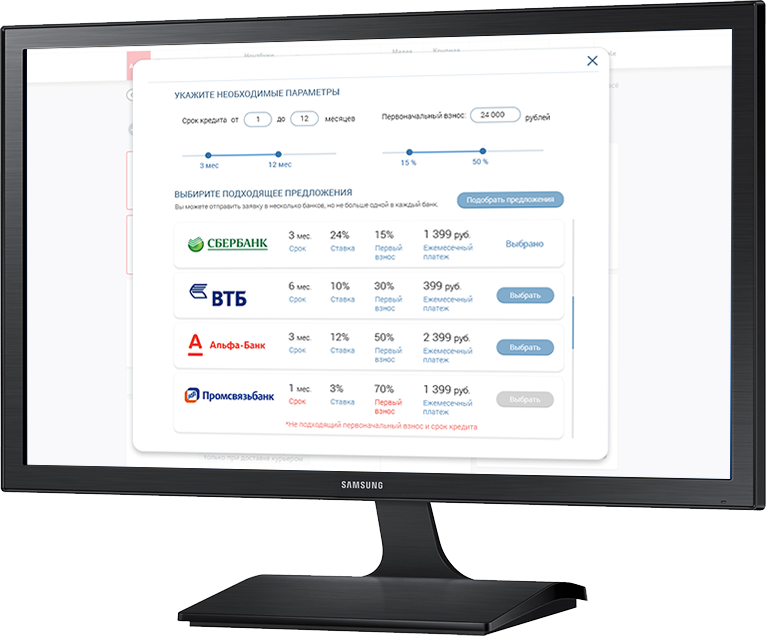 УКАЖИТЕ НЕОБХОДИМЫЕ ПАРАМЕТРЫ
Срок кредита от 1 до 12 месяцев
Первоначальный взнос: 24 000 рублей
3 мес 12 мес
15 % 50 %
ВЫБИРИТЕ ПОДХОДЯЩЕЕ ПРЕДЛОЖЕНИЯ
Вы можете отправить заявку в несколько банков, но не больше одной в каждый банк.
Подобрать предложения
СБЕРБАНК
3 мес. 24% 15% 1 399 руб.
Срок Ставка Первый взнос Ежемесечный платеж
Выбрано
ВТБ
6 мес. 10% 30% 399 руб.
Срок Ставка Первый взнос Ежемесечный платеж
Выбрать
Альфа·Банк
3 мес. 12% 50% 2 399 руб.
Срок Ставка Первый взнос Ежемесечный платеж
Выбрать
Промсвязьбанк
1 мес. 3% 70% 1 399 руб.
Срок Ставка Первый взнос Ежемесечный платеж
Выбрать
*Не подходящий первоначальный взнос и срок кредита
только при доставке курьером
SAMSUNG